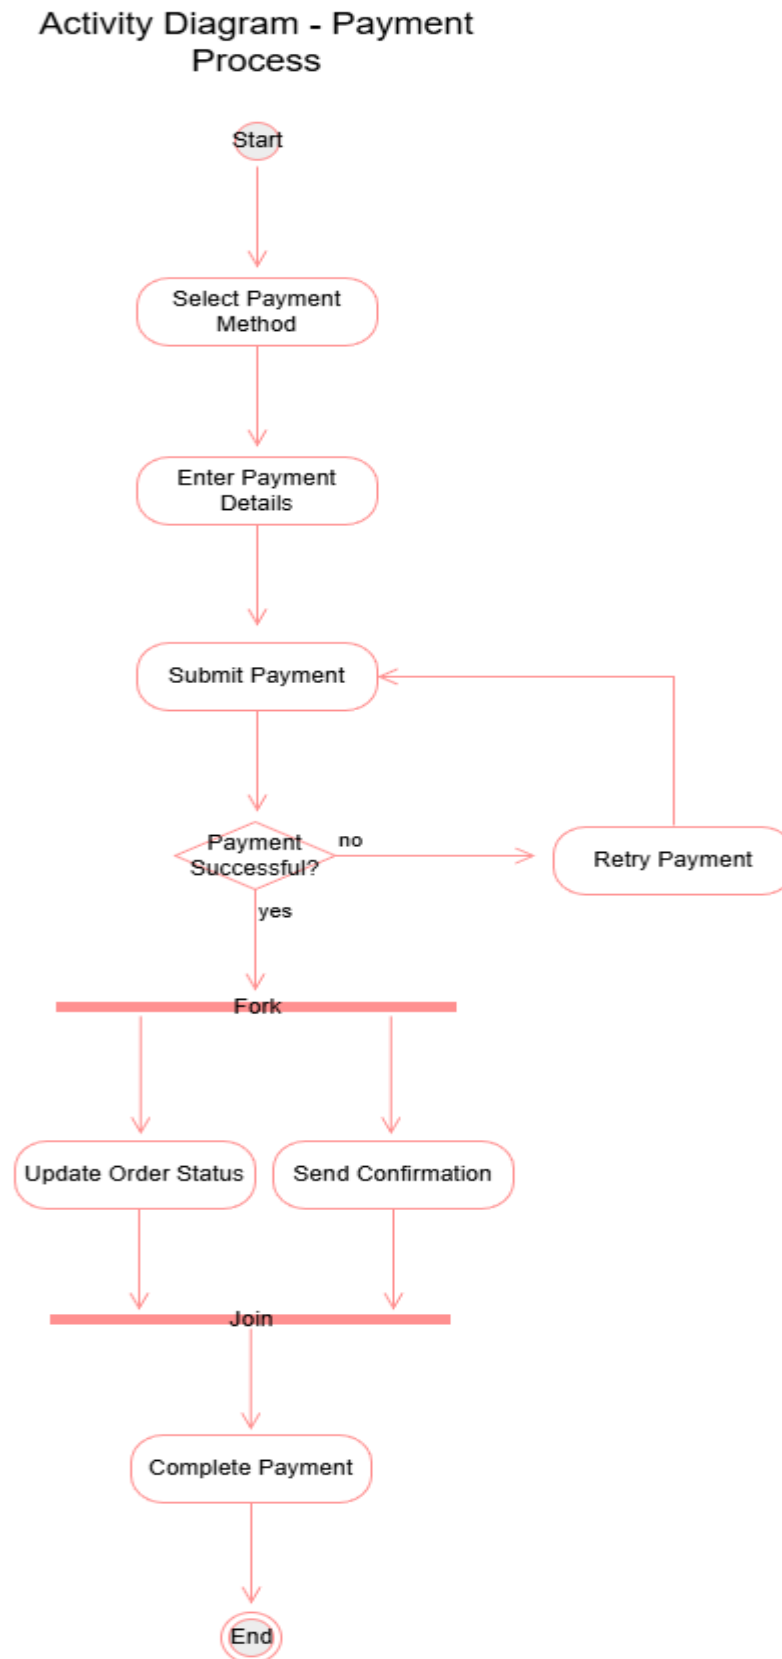 Activity Diagram - Payment
Process
Start
Select Payment
Method
Enter Payment
Details
Submit Payment
Payment
Successful?
no
Retry Payment
yes
Fork
Update Order Status
Send Confirmation
Join
Complete Payment
End